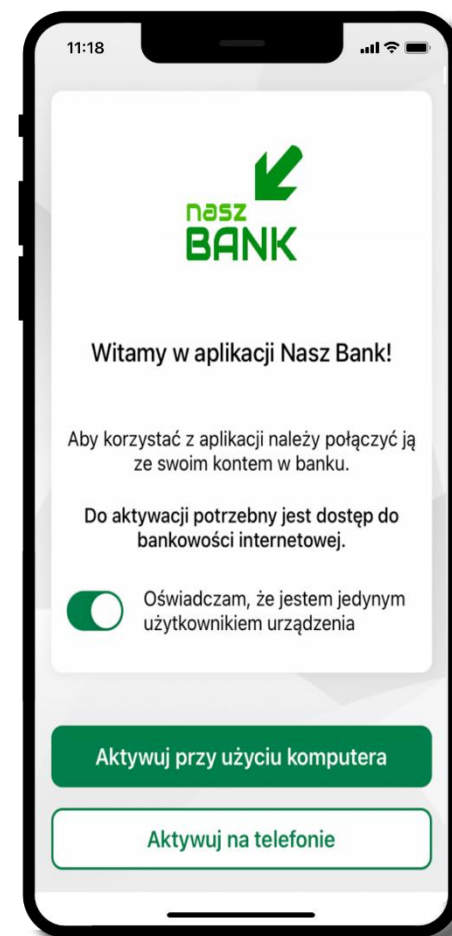 11:18
nasz
BANK
Witamy w aplikacji Nasz Bank!
Aby korzystać z aplikacji należy połączyć ją
ze swoim kontem w banku.
Do aktywacji potrzebny jest dostęp do
bankowości internetowej.
Oświadczam, że jestem jedynym
użytkownikiem urządzenia
Aktywuj przy użyciu komputera
Aktywuj na telefonie